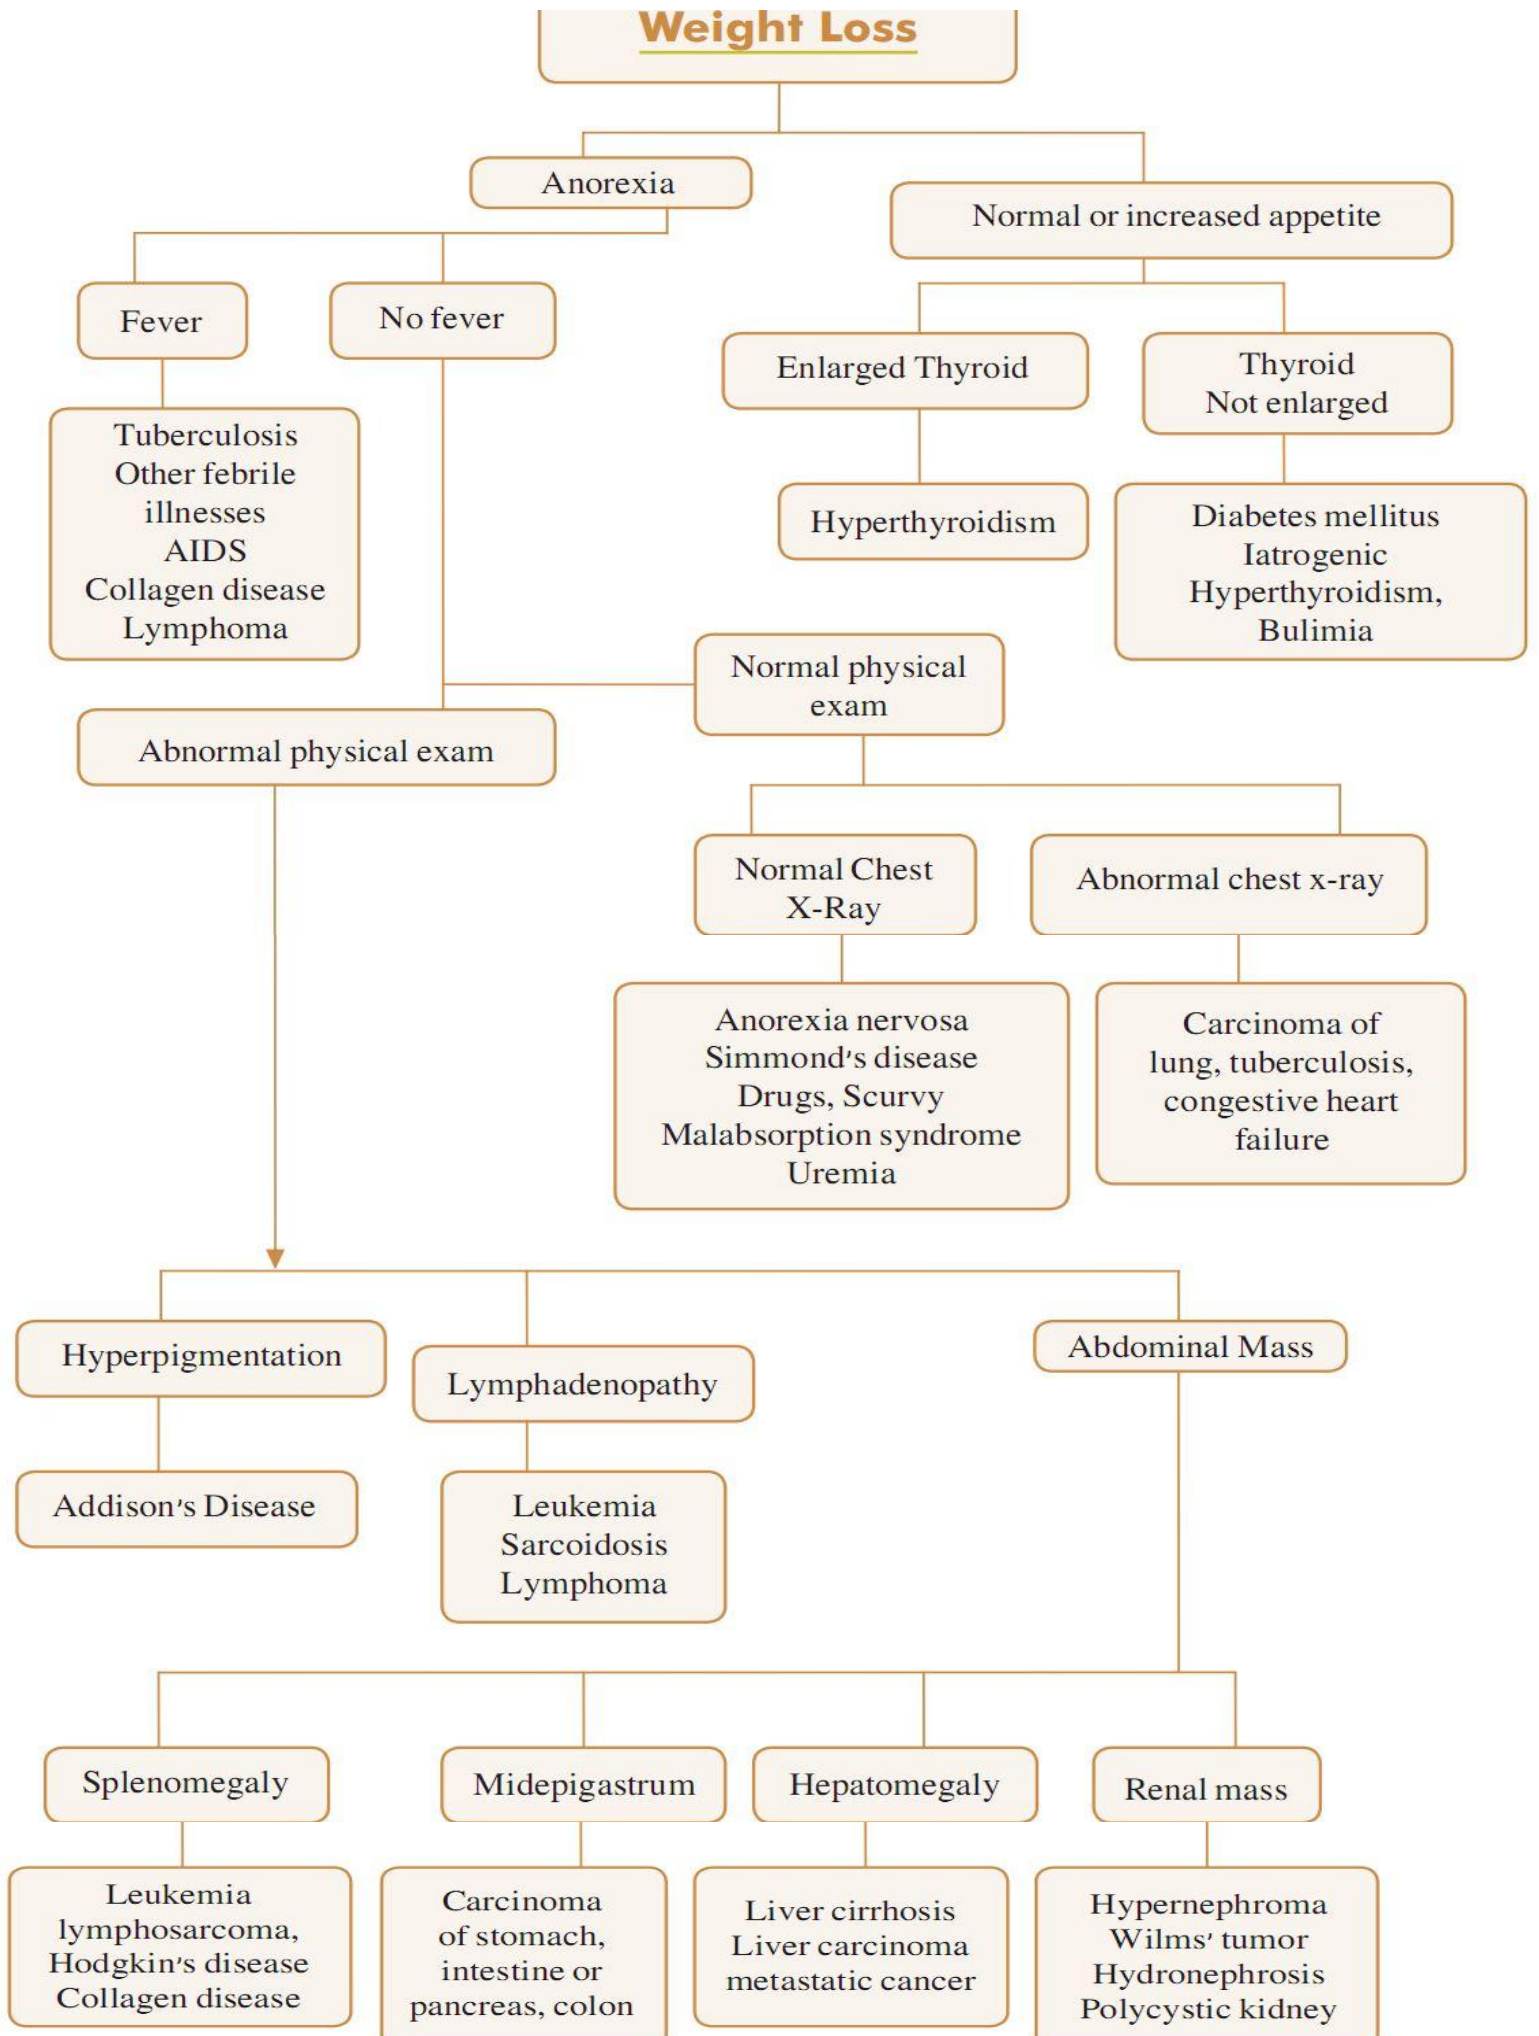 Weight Loss
Anorexia
Normal or increased appetite
Fever
No fever
Enlarged Thyroid
Thyroid
Not enlarged
Tuberculosis
Other febrile
illnesses
AIDS
Collagen disease
Lymphoma
Hyperthyroidism
Diabetes mellitus
Iatrogenic
Hyperthyroidism,
Bulimia
Normal physical
exam
Abnormal physical exam
Normal Chest
X-Ray
Abnormal chest x-ray
Anorexia nervosa
Simmond's disease
Drugs, Scurvy
Malabsorption syndrome
Uremia
Carcinoma of
lung, tuberculosis,
congestive heart
failure
Hyperpigmentation
Lymphadenopathy
Abdominal Mass
Addison's Disease
Leukemia
Sarcoidosis
Lymphoma
Splenomegaly
Midepigastrum
Hepatomegaly
Renal mass
Leukemia
lymphosarcoma,
Hodgkin's disease
Collagen disease
Carcinoma
of stomach,
intestine or
pancreas, colon
Liver cirrhosis
Liver carcinoma
metastatic cancer
Hypernephroma
Wilms' tumor
Hydronephrosis
Polycystic kidney